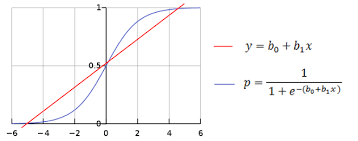 1
0.5
0
−6 −4 −2 0 2 4 6
y = b₀ + b₁x
p = 1 / (1 + e^−(b₀+b₁x))